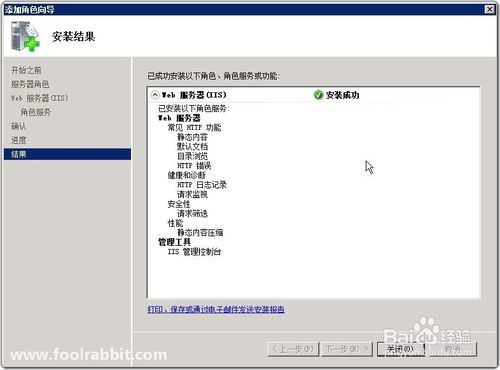 添加角色向导
安装结果
开始之前
服务器角色
Web 服务器(IIS)
角色服务
确认
进度
结果
已成功安装以下角色、角色服务或功能:
Web 服务器(IIS) 安装成功
已安装以下角色服务:
Web 服务器
常见 HTTP 功能
静态内容
默认文档
目录浏览
HTTP 错误
健康和诊断
HTTP 日志记录
请求监视
安全性
请求筛选
性能
静态内容压缩
管理工具
IIS 管理控制台
打印、保存或通过电子邮件发送安装报告
< 上一步(P) 下一步(N) > 关闭(O) 取消
Baidu 经验
jingyan.baidu.com
www.foolrabbit.com